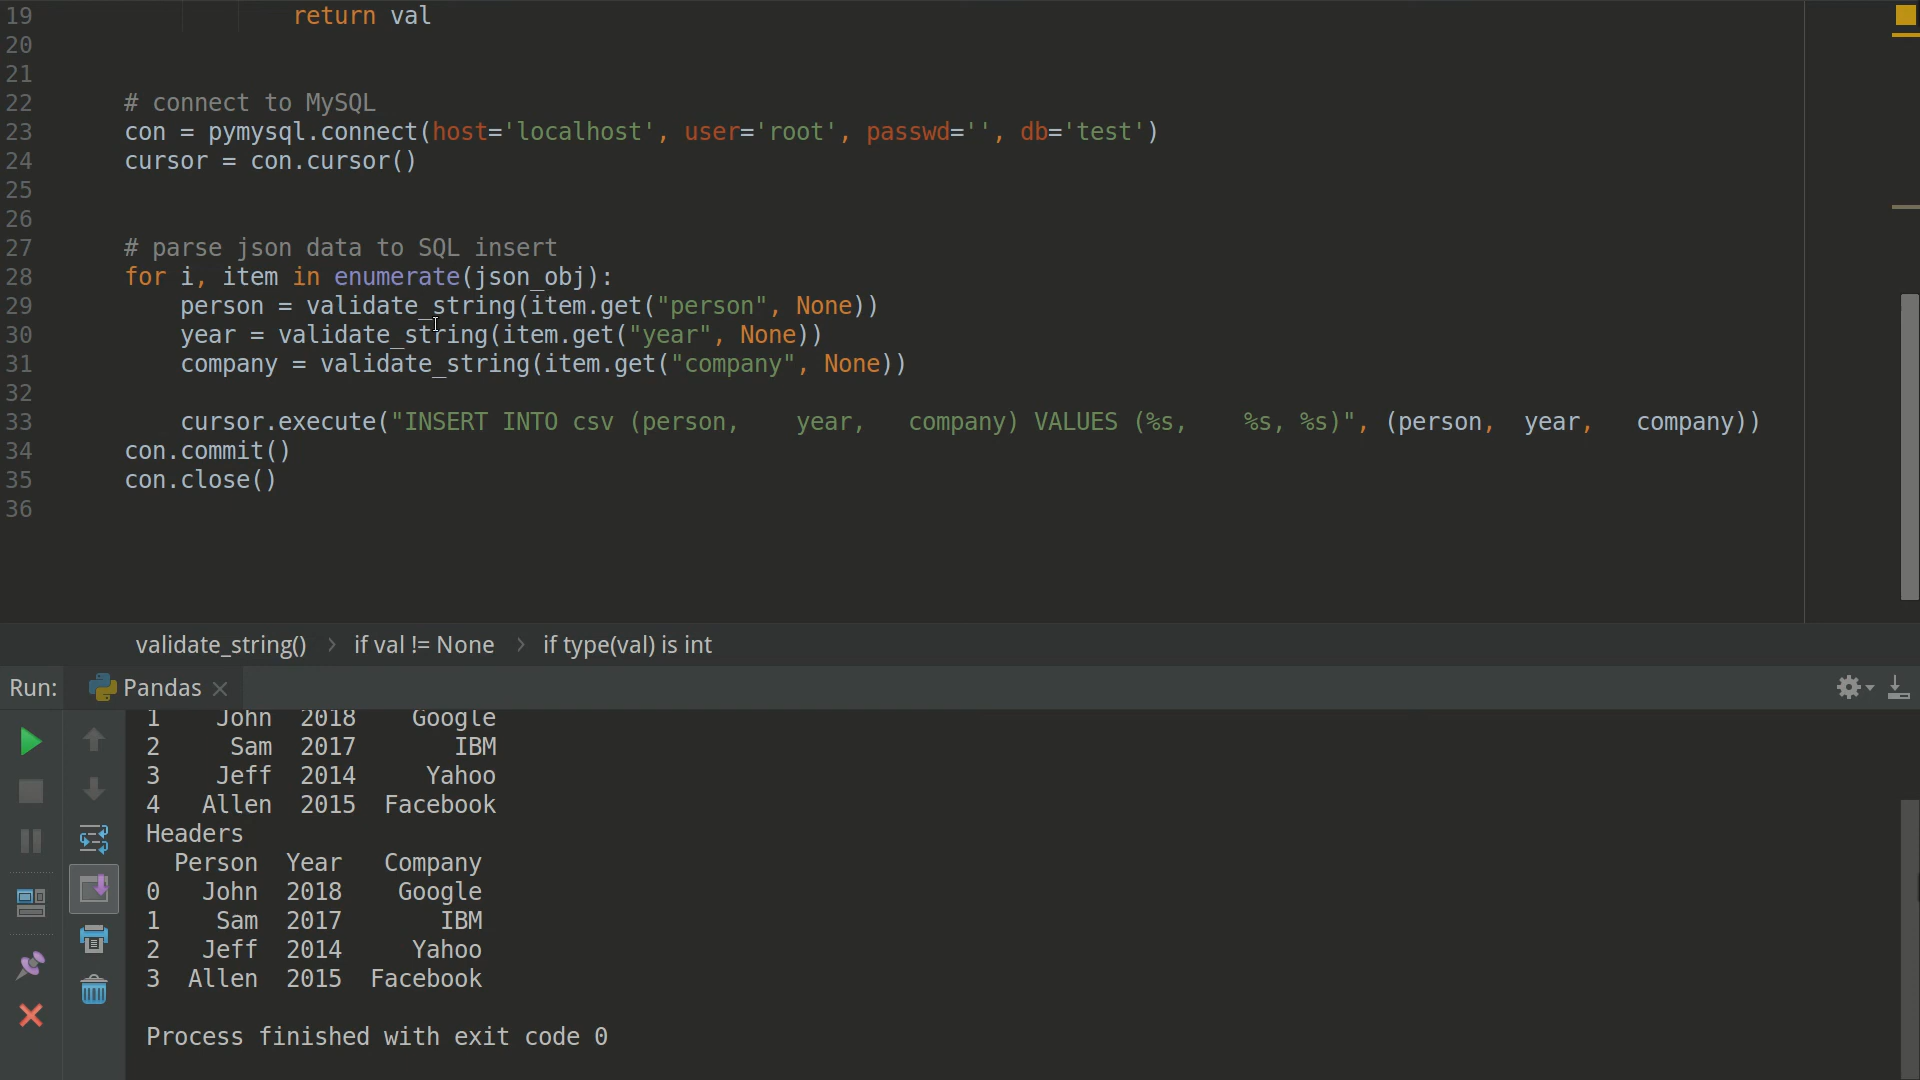 19 return val
20
21
22 # connect to MySQL
23 con = pymysql.connect(host='localhost', user='root', passwd='', db='test')
24 cursor = con.cursor()
25
26
27 # parse json data to SQL insert
28 for i, item in enumerate(json_obj):
29 person = validate_string(item.get("person", None))
30 year = validate_string(item.get("year", None))
31 company = validate_string(item.get("company", None))
32
33 cursor.execute("INSERT INTO csv (person,    year,   company) VALUES (%s,    %s, %s)", (person,  year,   company))
34 con.commit()
35 con.close()
36
validate_string() > if val != None > if type(val) is int
Run: Pandas
1 John 2018 Google
2 Sam 2017 IBM
3 Jeff 2014 Yahoo
4 Allen 2015 Facebook
Headers
Person Year Company
0 John 2018 Google
1 Sam 2017 IBM
2 Jeff 2014 Yahoo
3 Allen 2015 Facebook
Process finished with exit code 0